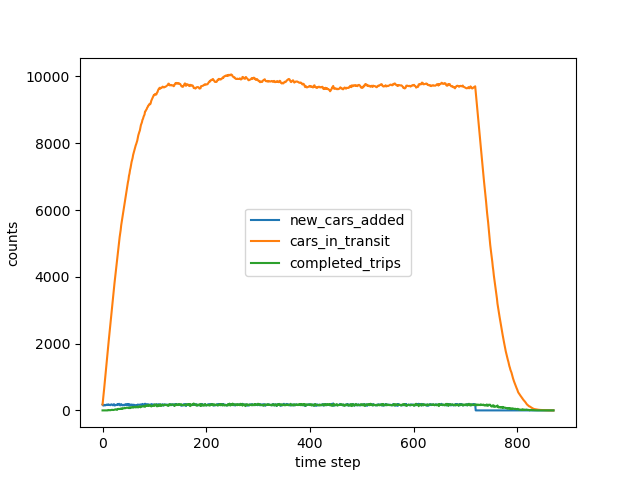 10000
8000
6000
4000
2000
0
counts
new_cars_added
cars_in_transit
completed_trips
0 200 400 600 800
time step